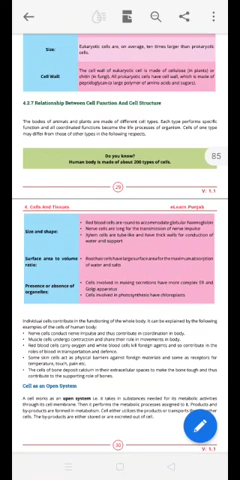 Size:
Eukaryotic cells are, on average, ten times larger than prokaryotic
cells.
Cell Wall
The cell wall of eukaryotic cell is made of cellulose (in plants) or
chitin (in fungi). All prokaryotic cells have cell wall, which is made of
peptidoglycan (a large polymer of amino acids and sugars).
4.2.7 Relationship Between Cell Function And Cell Structure
The bodies of animals and plants are made of different cell types. Each type performs specific
function and all coordinated functions become the life processes of organism. Cells of one type
may differ from those of other types in the following respects.
Do you know?
Human body is made of about 200 types of cells.
85
29
V: 1.1
4. Cells And Tissues
eLearn.Punjab
Size and shape:
• Red blood cells are round to accommodate globular haemoglobin
• Nerve cells are long for the transmission of nerve impulse
• Xylem cells are tube-like and have thick walls for conduction of
water and support
Surface area to volume
ratio:
• Root hair cells have large surface area for the maximum absorption
of water and salts
Presence or absence of
organelles:
• Cells involved in making secretions have more complex ER and
Golgi apparatus
• Cells involved in photosynthesis have chloroplasts
Individual cells contribute in the functioning of the whole body. It can be explained by the following
examples of the cells of human body:
• Nerve cells conduct nerve impulse and thus contribute in coordination in body.
• Muscle cells undergo contraction and share their role in movements in body.
• Red blood cells carry oxygen and white blood cells kill foreign agents and so contribute in the
roles of blood in transportation and defence.
• Some skin cells act as physical barriers against foreign materials and some as receptors for
temperature, touch, pain etc.
• The cells of bone deposit calcium in their extracellular spaces to make the bone tough and thus
contribute to the supporting role of bones.
Cell as an Open System
A cell works as an open system i.e. it takes in substances needed for its metabolic activities
through its cell membrane. Then it performs the metabolic processes assigned to it. Products and
by-products are formed in metabolism. Cell either utilizes the products or transports
cells. The by-products are either stored or are excreted out of cell.
30
V: 1.1